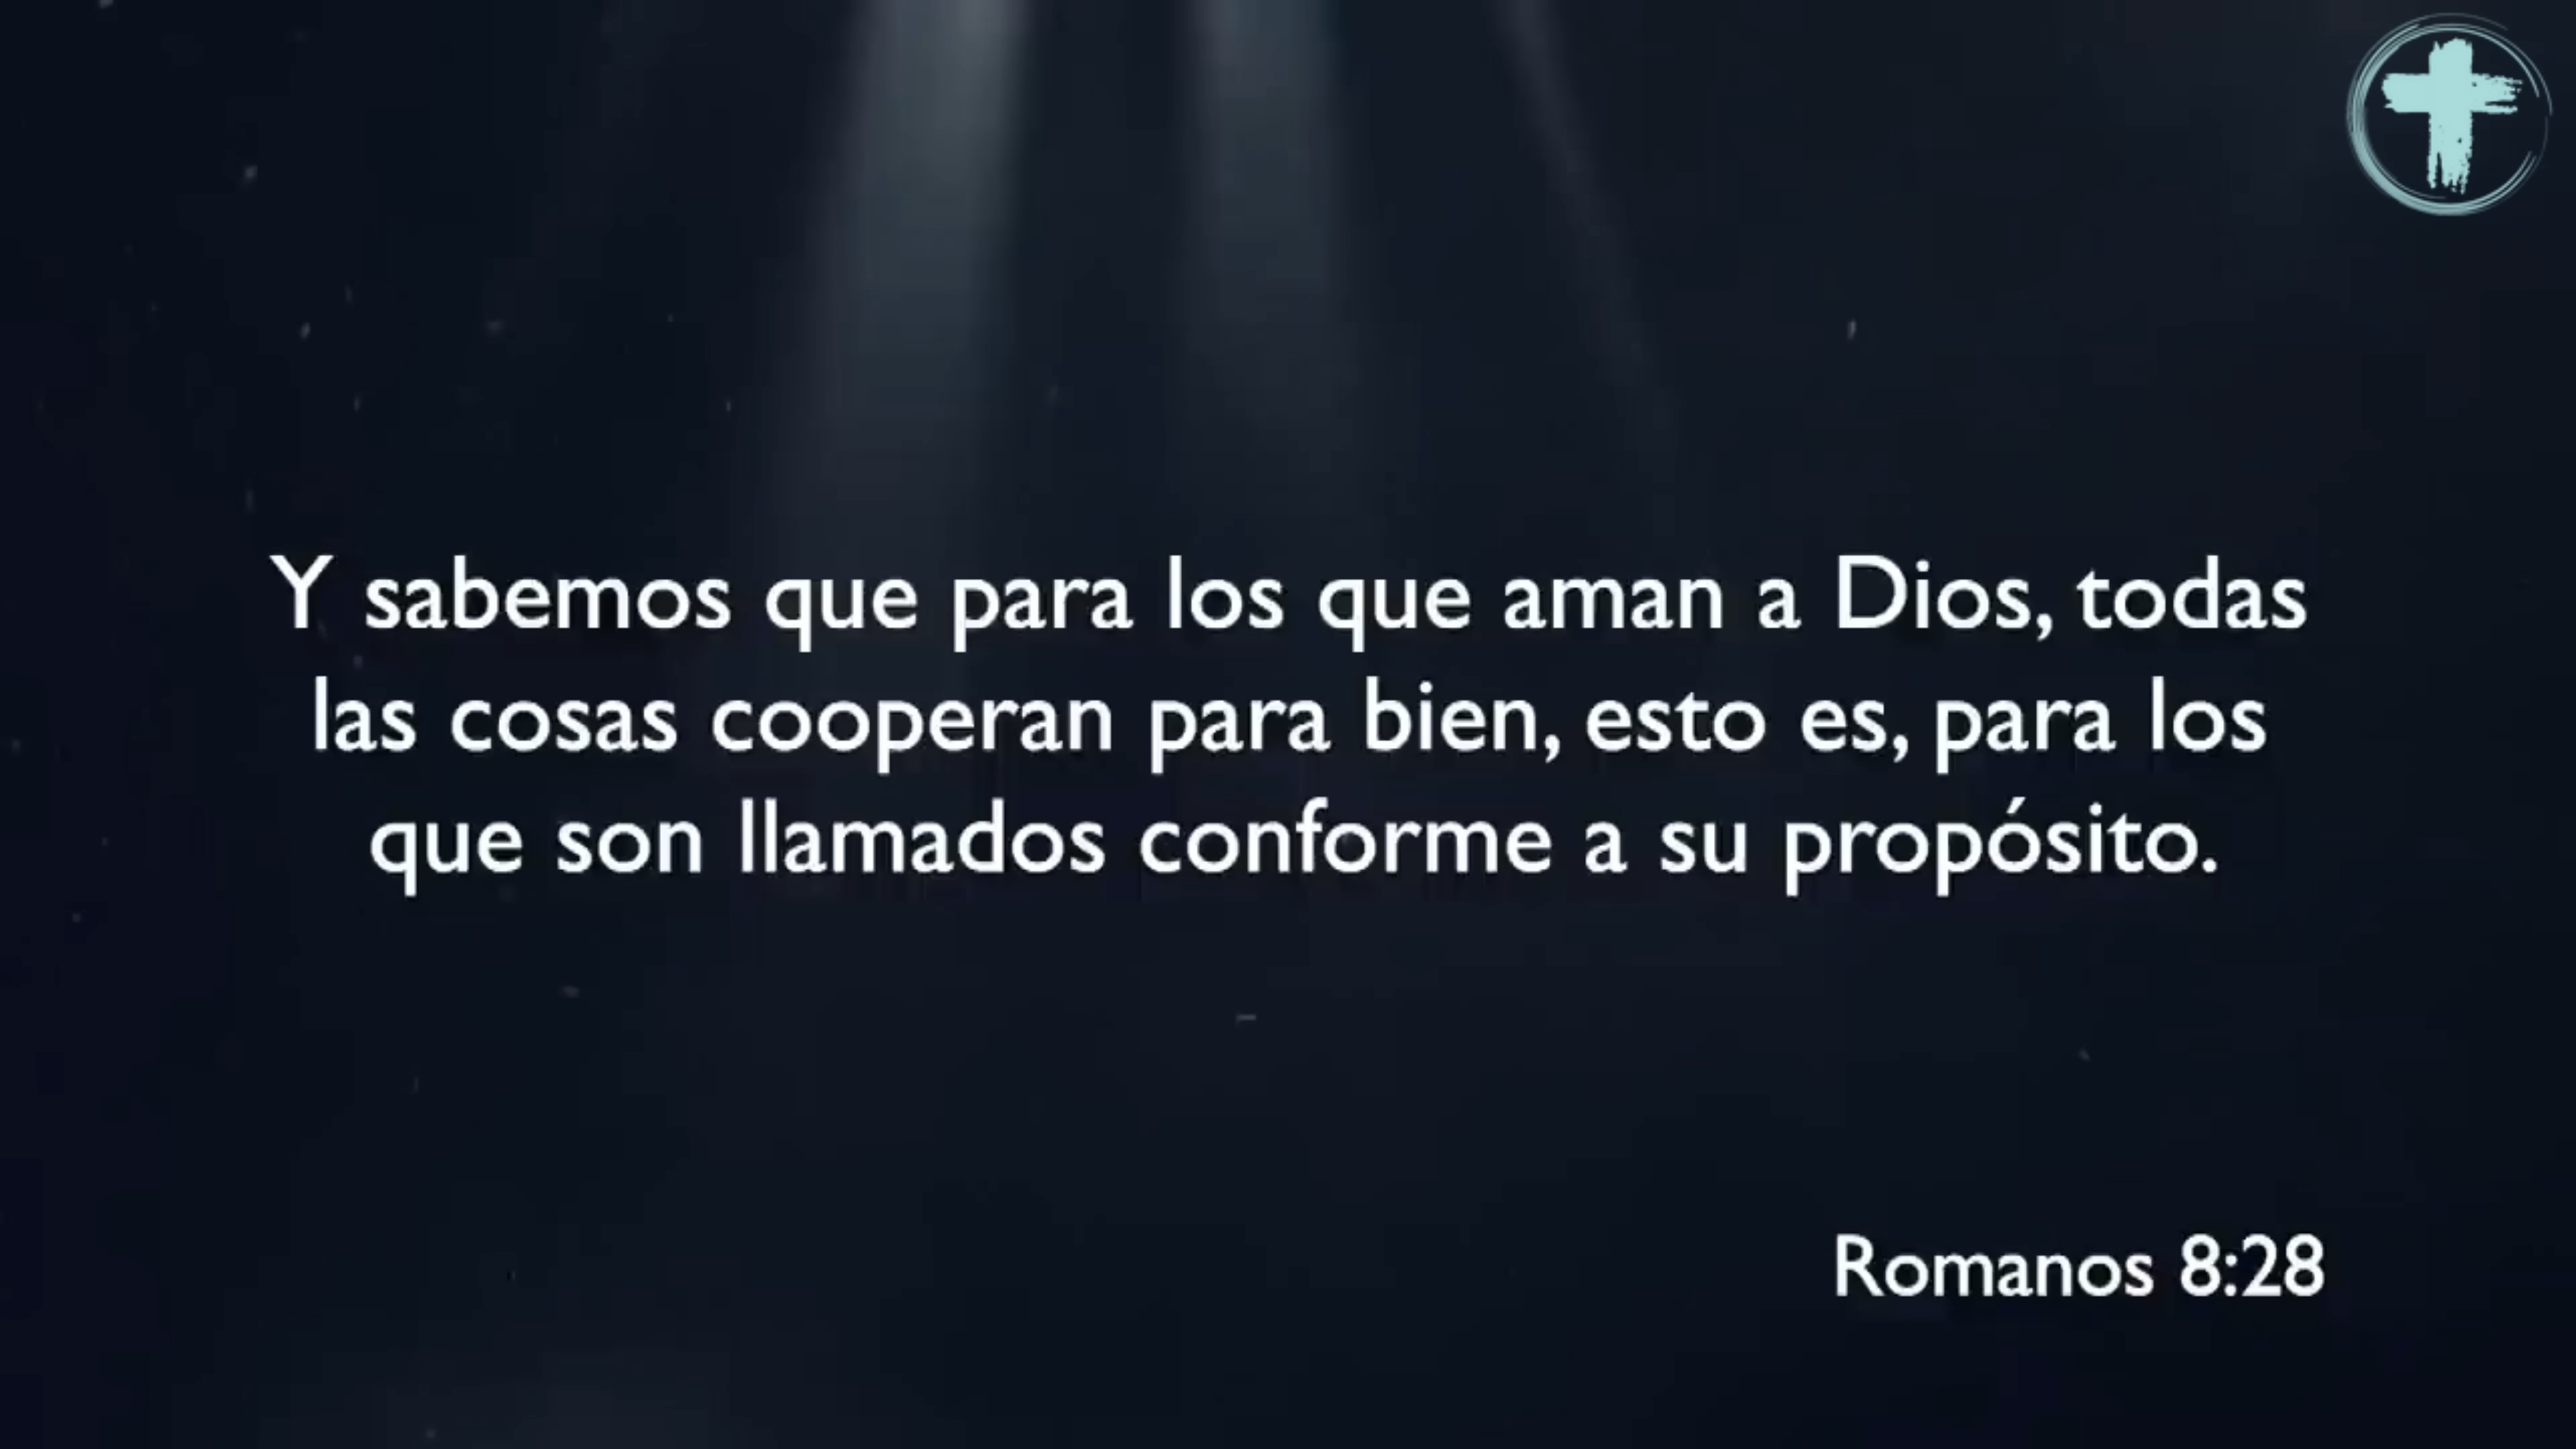 Y sabemos que para los que aman a Dios, todas
las cosas cooperan para bien, esto es, para los
que son llamados conforme a su propósito.
Romanos 8:28